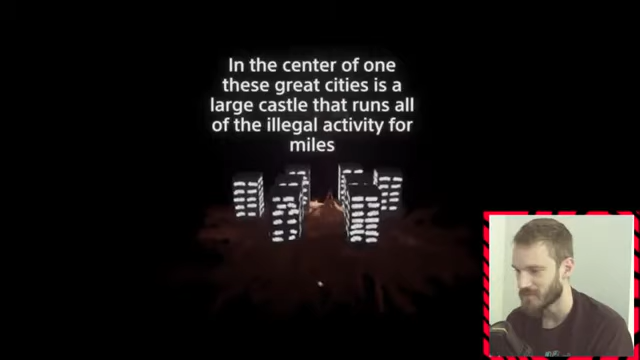 In the center of one
these great cities is a
large castle that runs all
of the illegal activity for
miles